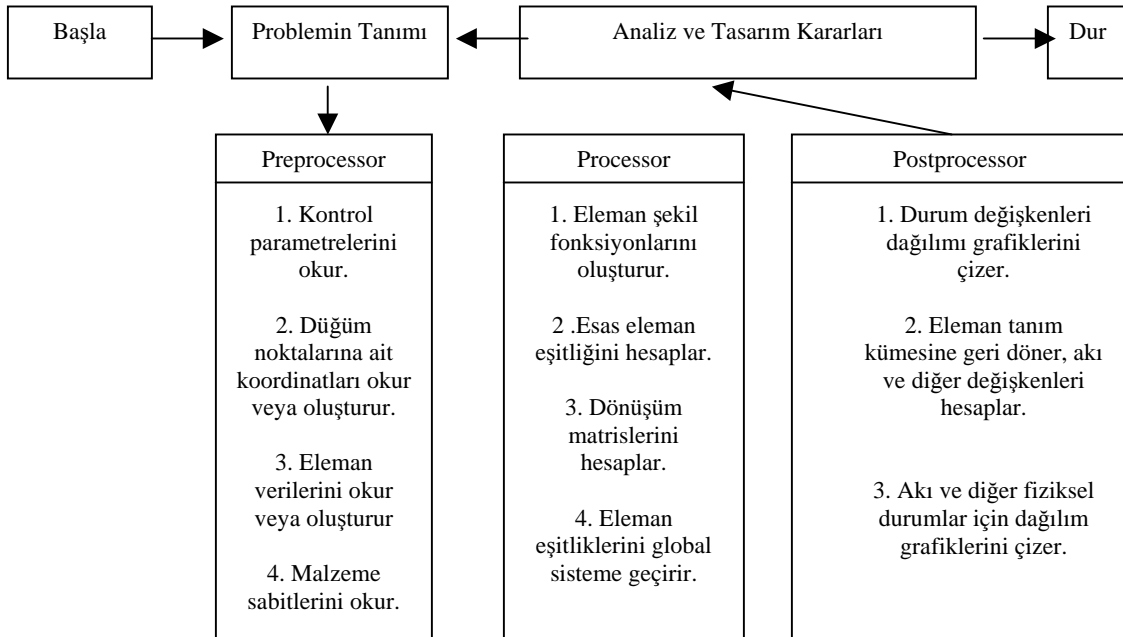 Başla
Problemin Tanımı
Analiz ve Tasarım Kararları
Dur
Preprocessor
1. Kontrol
parametrelerini
okur.
2. Düğüm
noktalarına ait
koordinatları okur
veya oluşturur.
3. Eleman
verilerini okur
veya oluşturur
4. Malzeme
sabitlerini okur.
Processor
1. Eleman şekil
fonksiyonlarını
oluşturur.
2 .Esas eleman
eşitliğini hesaplar.
3. Dönüşüm
matrislerini
hesaplar.
4. Eleman
eşitliklerini global
sisteme geçirir.
Postprocessor
1. Durum değişkenleri
dağılımı grafiklerini
çizer.
2. Eleman tanım
kümesine geri döner, akı
ve diğer değişkenleri
hesaplar.
3. Akı ve diğer fiziksel
durumlar için dağılım
grafiklerini çizer.